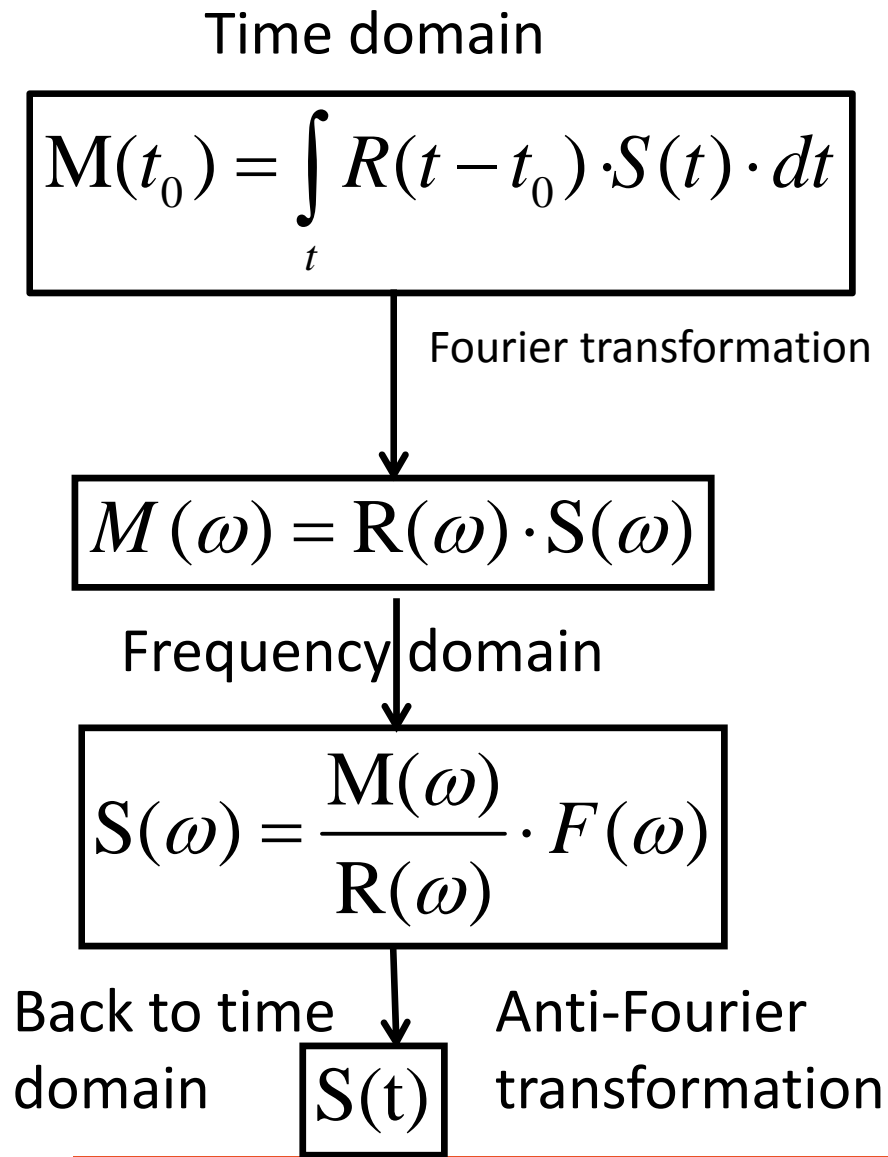 Time domain
M(t₀) = ∫ₜ R(t − t₀) · S(t) · dt
Fourier transformation
M(ω) = R(ω) · S(ω)
Frequency domain
S(ω) = M(ω) / R(ω) · F(ω)
Back to time
domain
Anti-Fourier
transformation
S(t)